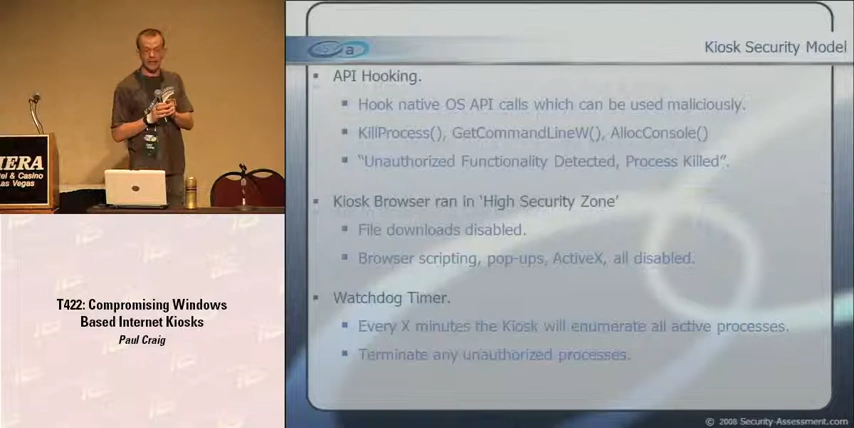 IERA
el & Casino
as Vegas
T422: Compromising Windows
Based Internet Kiosks
Paul Craig
a
Kiosk Security Model
API Hooking.
Hook native OS API calls which can be used maliciously.
KillProcess(), GetCommandLineW(), AllocConsole()
“Unauthorized Functionality Detected, Process Killed”.
Kiosk Browser ran in ‘High Security Zone’
File downloads disabled.
Browser scripting, pop-ups, ActiveX, all disabled.
Watchdog Timer.
Every X minutes the Kiosk will enumerate all active processes.
Terminate any unauthorized processes.
© 2008 Security-Assessment.com